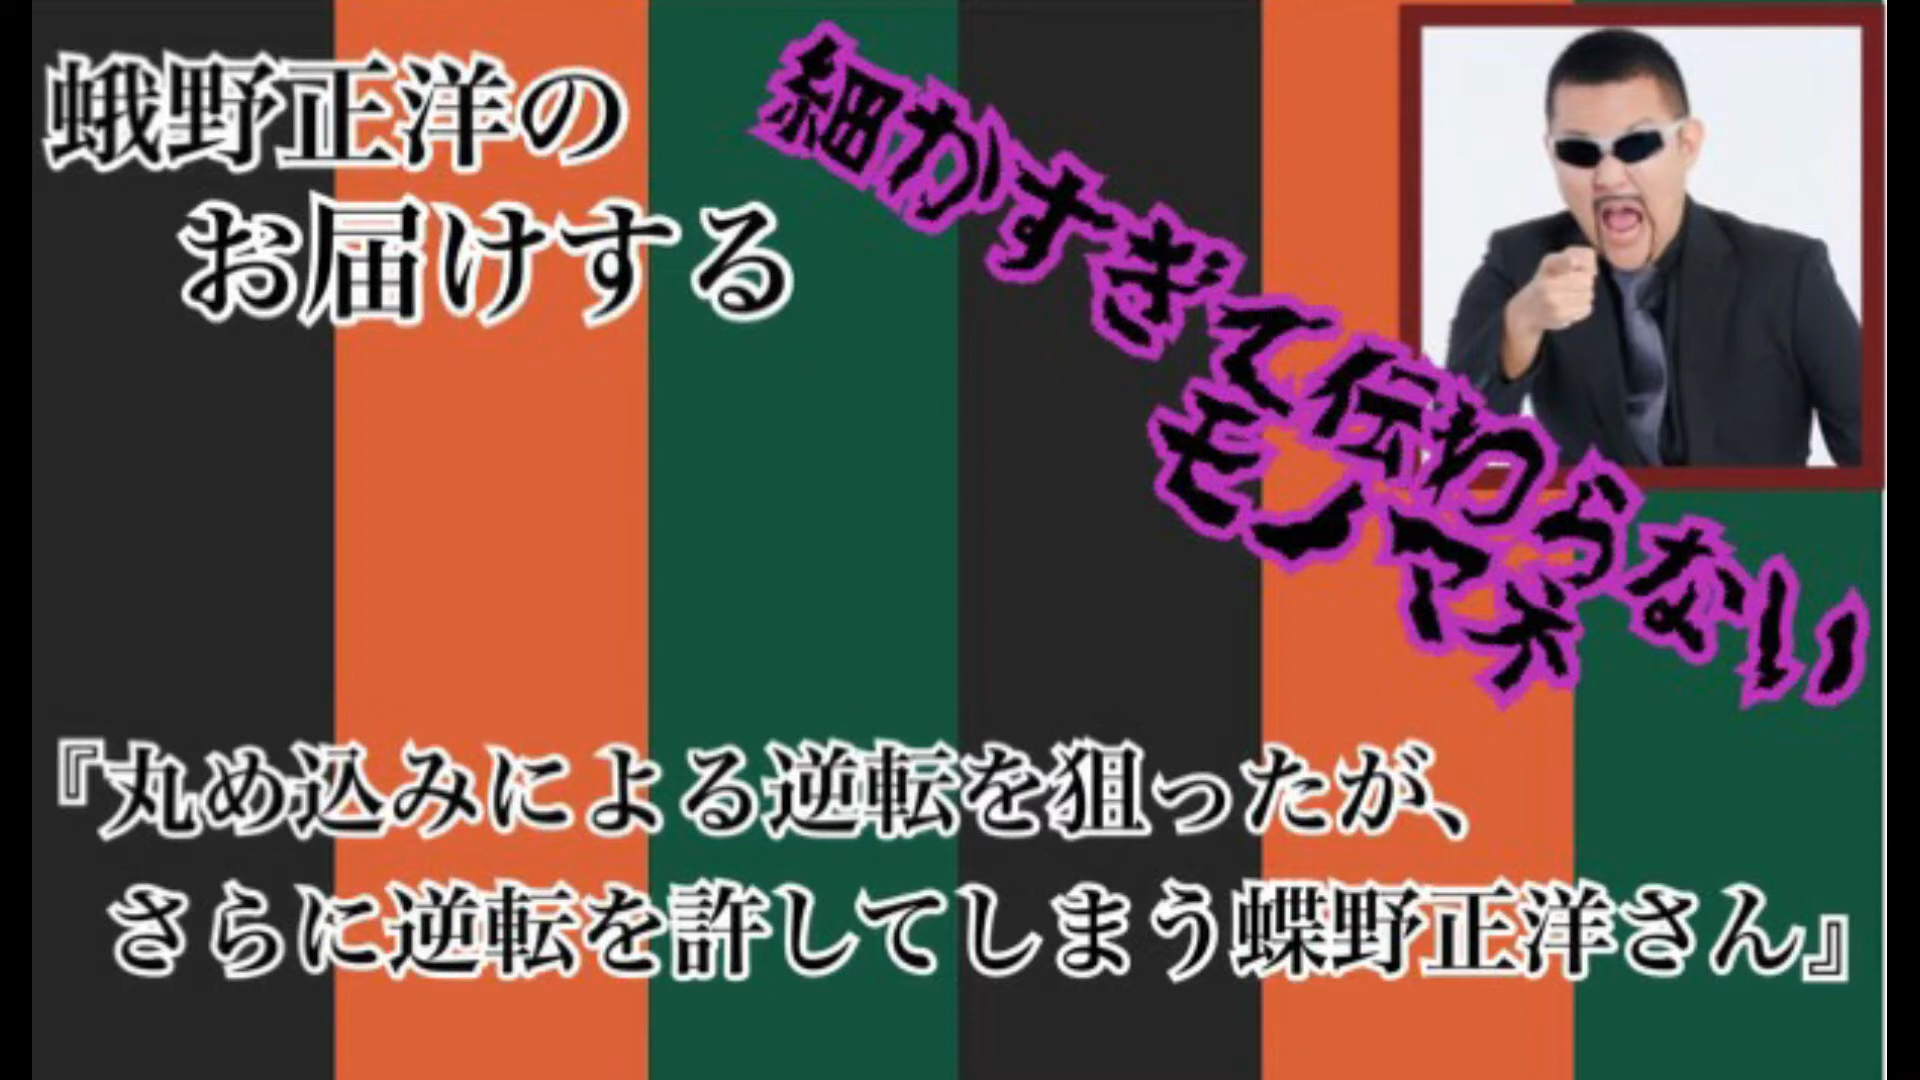 蛾野正洋の
お届けする
細かすぎて伝わらない
モノマネ
『丸め込みによる逆転を狙ったが、
さらに逆転を許してしまう蝶野正洋さん』